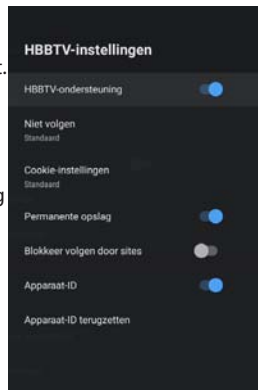 HBBTV-instellingen
HBBTV-ondersteuning
Niet volgen
Standaard
Cookie-instellingen
Standaard
Permanente opslag
Blokkeer volgen door sites
Apparaat-ID
Apparaat-ID terugzetten